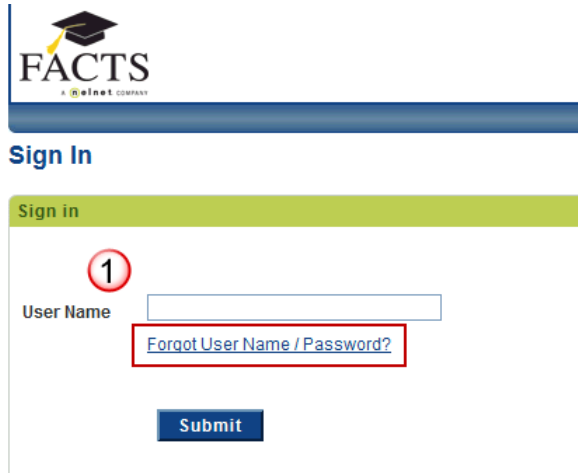 FACTS
A nelnet COMPANY
Sign In
Sign in
1
User Name
Forgot User Name / Password?
Submit